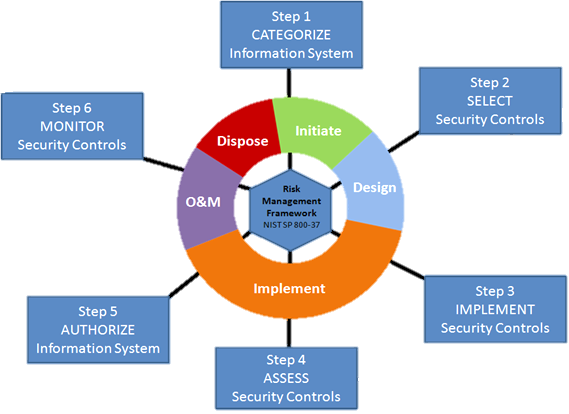 Step 1
CATEGORIZE
Information System
Step 2
SELECT
Security Controls
Step 6
MONITOR
Security Controls
Dispose
Initiate
O&M
Design
Risk
Management
Framework
NIST SP 800-37
Implement
Step 3
IMPLEMENT
Security Controls
Step 5
AUTHORIZE
Information System
Step 4
ASSESS
Security Controls